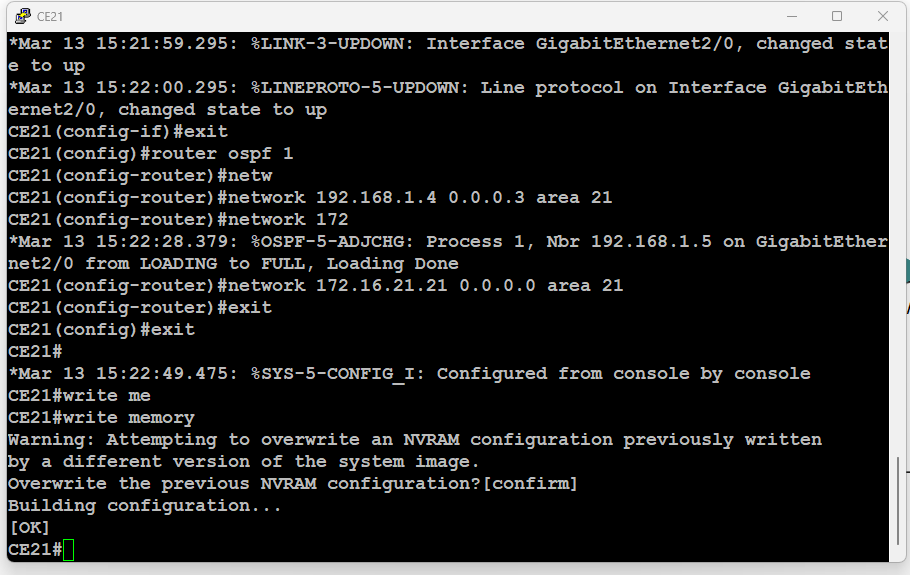 CE21
*Mar 13 15:21:59.295: %LINK-3-UPDOWN: Interface GigabitEthernet2/0, changed stat
e to up
*Mar 13 15:22:00.295: %LINEPROTO-5-UPDOWN: Line protocol on Interface GigabitEth
ernet2/0, changed state to up
CE21(config-if)#exit
CE21(config)#router ospf 1
CE21(config-router)#netw
CE21(config-router)#network 192.168.1.4 0.0.0.3 area 21
CE21(config-router)#network 172
*Mar 13 15:22:28.379: %OSPF-5-ADJCHG: Process 1, Nbr 192.168.1.5 on GigabitEther
net2/0 from LOADING to FULL, Loading Done
CE21(config-router)#network 172.16.21.21 0.0.0.0 area 21
CE21(config-router)#exit
CE21(config)#exit
CE21#
*Mar 13 15:22:49.475: %SYS-5-CONFIG_I: Configured from console by console
CE21#write me
CE21#write memory
Warning: Attempting to overwrite an NVRAM configuration previously written
by a different version of the system image.
Overwrite the previous NVRAM configuration?[confirm]
Building configuration...
[OK]
CE21#